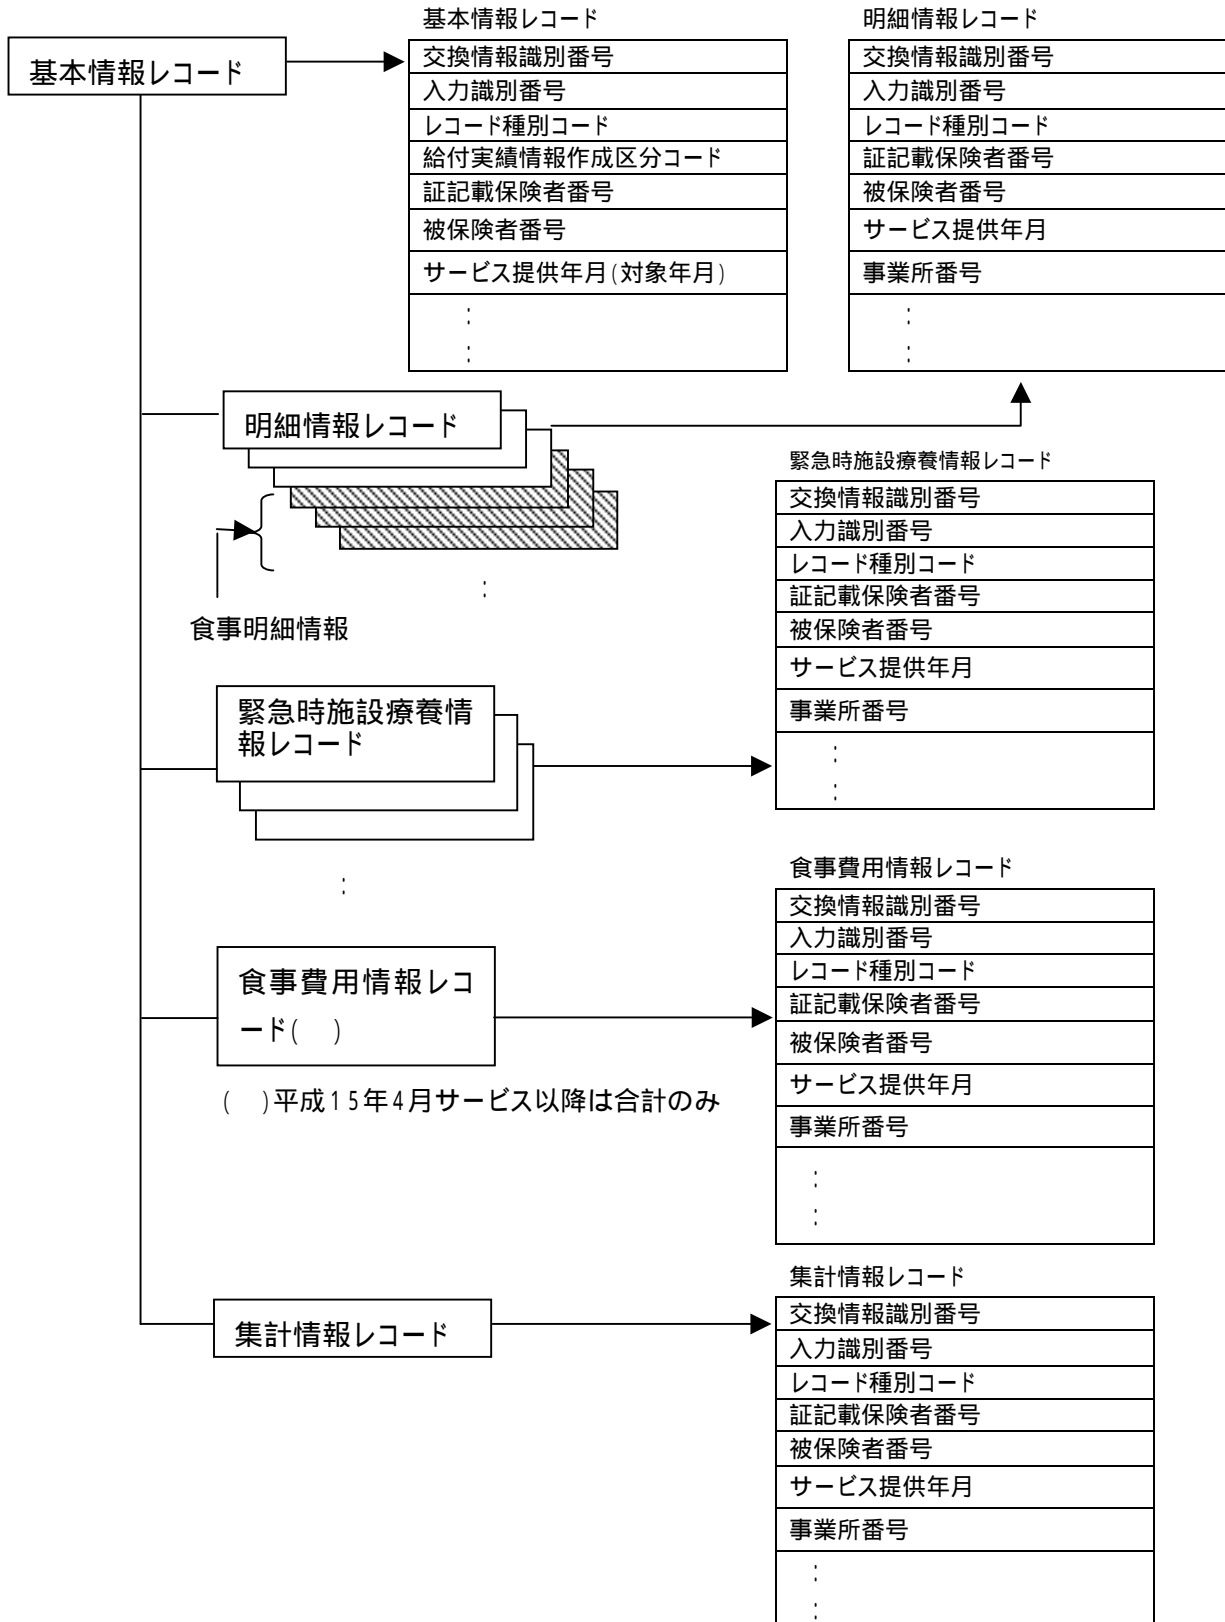 基本情報レコード
基本情報レコード
交換情報識別番号
入力識別番号
レコード種別コード
給付実績情報作成区分コード
証記載保険者番号
被保険者番号
サービス提供年月(対象年月)
:
:
明細情報レコード
交換情報識別番号
入力識別番号
レコード種別コード
証記載保険者番号
被保険者番号
サービス提供年月
事業所番号
:
:
明細情報レコード
:
食事明細情報
緊急時施設療養情報レコード
交換情報識別番号
入力識別番号
レコード種別コード
証記載保険者番号
被保険者番号
サービス提供年月
事業所番号
:
:
緊急時施設療養情
報レコード
:
食事費用情報レコード
交換情報識別番号
入力識別番号
レコード種別コード
証記載保険者番号
被保険者番号
サービス提供年月
事業所番号
:
:
食事費用情報レコ
ード(　)
(　)平成15年4月サービス以降は合計のみ
集計情報レコード
集計情報レコード
交換情報識別番号
入力識別番号
レコード種別コード
証記載保険者番号
被保険者番号
サービス提供年月
事業所番号
:
: